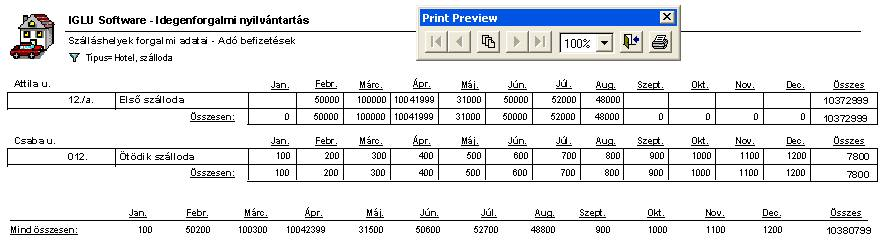 IGLU Software - Idegenforgalmi nyilvántartás
Print Preview
Szálláshelyek forgalmi adatai - Adó befizetések
100%
Típus= Hotel, szálloda
Attila u. Jan. Febr. Márc. Ápr. Máj. Jún. Júl. Aug. Szept. Okt. Nov. Dec. Összes
12./a. Első szálloda 50000 100000 10041999 31000 50000 52000 48000 10372999
Összesen: 0 50000 100000 10041999 31000 50000 52000 48000 0 0 0 0 10372999
Csaba u. Jan. Febr. Márc. Ápr. Máj. Jún. Júl. Aug. Szept. Okt. Nov. Dec. Összes
012. Ötödik szálloda 100 200 300 400 500 600 700 800 900 1000 1100 1200 7800
Összesen: 100 200 300 400 500 600 700 800 900 1000 1100 1200 7800
Jan. Febr. Márc. Ápr. Máj. Jún. Júl. Aug. Szept. Okt. Nov. Dec. Összes
Mind összesen: 100 50200 100300 10042399 31500 50600 52700 48800 900 1000 1100 1200 10380799